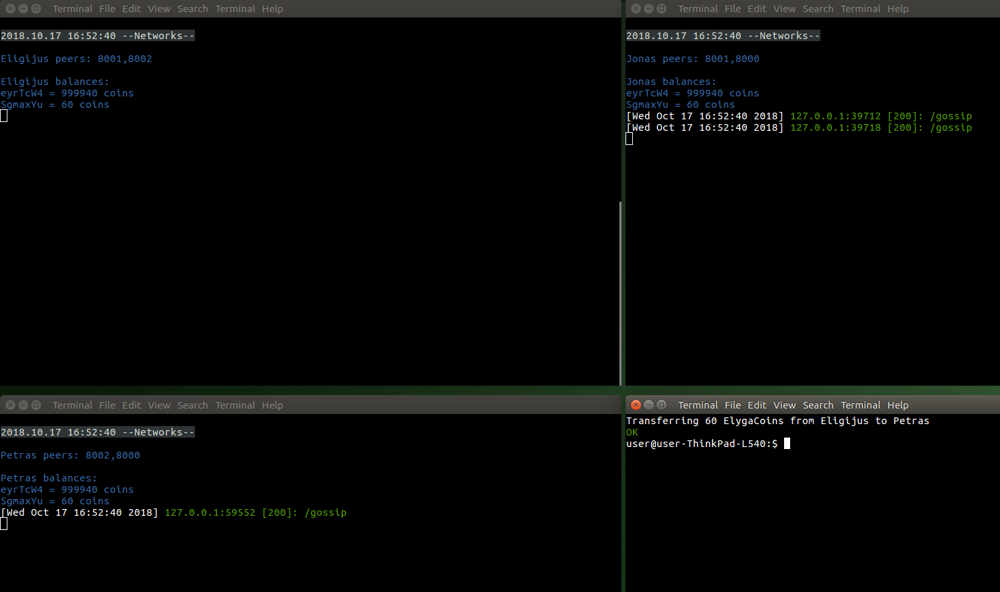 Terminal File Edit View Search Terminal Help
2018.10.17 16:52:40 --Networks--
Eligijus peers: 8001,8002
Eligijus balances:
eyrTcW4 = 999940 coins
SgmaxYu = 60 coins
Terminal File Edit View Search Terminal Help
2018.10.17 16:52:40 --Networks--
Jonas peers: 8001,8000
Jonas balances:
eyrTcW4 = 999940 coins
SgmaxYu = 60 coins
[Wed Oct 17 16:52:40 2018] 127.0.0.1:39712 [200]: /gossip
[Wed Oct 17 16:52:40 2018] 127.0.0.1:39718 [200]: /gossip
Terminal File Edit View Search Terminal Help
2018.10.17 16:52:40 --Networks--
Petras peers: 8002,8000
Petras balances:
eyrTcW4 = 999940 coins
SgmaxYu = 60 coins
[Wed Oct 17 16:52:40 2018] 127.0.0.1:59552 [200]: /gossip
Terminal File Edit View Search Terminal Help
Transferring 60 ElygaCoins from Eligijus to Petras
OK
user@user-ThinkPad-L540:$